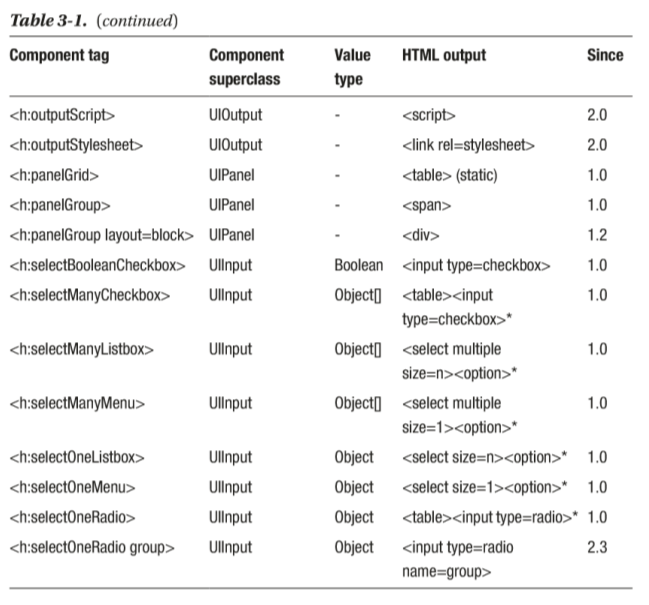 Table 3-1. (continued)
Component tag Component superclass Value type HTML output Since
<h:outputScript> UIOutput - <script> 2.0
<h:outputStylesheet> UIOutput - <link rel=stylesheet> 2.0
<h:panelGrid> UIPanel - <table> (static) 1.0
<h:panelGroup> UIPanel - <span> 1.0
<h:panelGroup layout=block> UIPanel - <div> 1.2
<h:selectBooleanCheckbox> UIInput Boolean <input type=checkbox> 1.0
<h:selectManyCheckbox> UIInput Object[] <table><input 1.0
type=checkbox>*
<h:selectManyListbox> UIInput Object[] <select multiple 1.0
size=n><option>*
<h:selectManyMenu> UIInput Object[] <select multiple 1.0
size=1><option>*
<h:selectOneListbox> UIInput Object <select size=n><option>* 1.0
<h:selectOneMenu> UIInput Object <select size=1><option>* 1.0
<h:selectOneRadio> UIInput Object <table><input type=radio>* 1.0
<h:selectOneRadio group> UIInput Object <input type=radio 2.3
name=group>